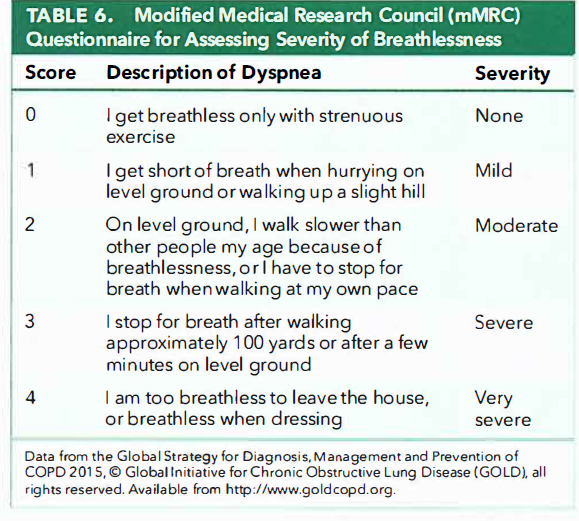 TABLE 6. Modified Medical Research Council (mMRC)
Questionnaire for Assessing Severity of Breathlessness
Score Description of Dyspnea Severity
0 I get breathless only with strenuous None
exercise
1 I get short of breath when hurrying on Mild
level ground or walking up a slight hill
2 On level ground, I walk slower than Moderate
other people my age because of
breathlessness, or I have to stop for
breath when walking at my own pace
3 I stop for breath after walking Severe
approximately 100 yards or after a few
minutes on level ground
4 I am too breathless to leave the house, Very
or breathless when dressing severe
Data from the Global Strategy for Diagnosis, Management and Prevention of
COPD 2015, © Global Initiative for Chronic Obstructive Lung Disease (GOLD), all
rights reserved. Available from http://www.goldcopd.org.